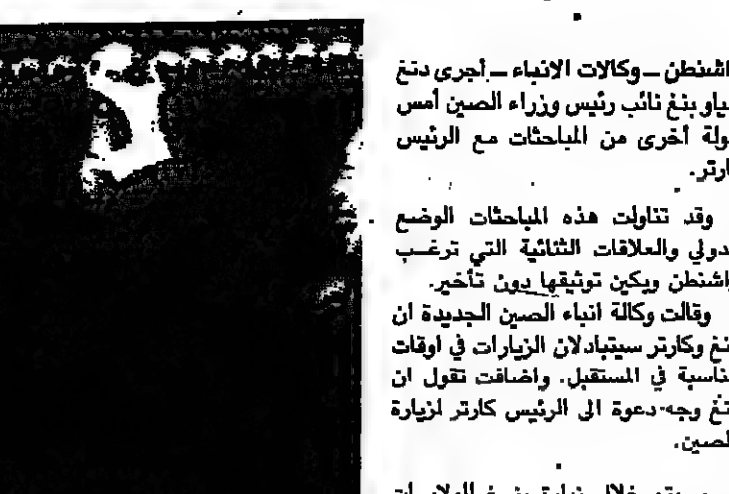 اشنطن ـ وكالات الانباء ـ أجرى دنغ
ياو بنغ نائب رئيس وزراء الصين أمس
ولة أخرى من المباحثات مع الرئيس
ارتر.
وقد تناولت هذه المباحثات الوضع
دولي والعلاقات الثنائية التي ترغب
اشنطن وبكين توثيقها دون تأخير.
وقالت وكالة انباء الصين الجديدة ان
نغ وكارتر سيتبادلان الزيارات في اوقات
ناسبة في المستقبل. واضافت تقول ان
نغ وجه دعوة الى الرئيس كارتر لزيارة
لصين.